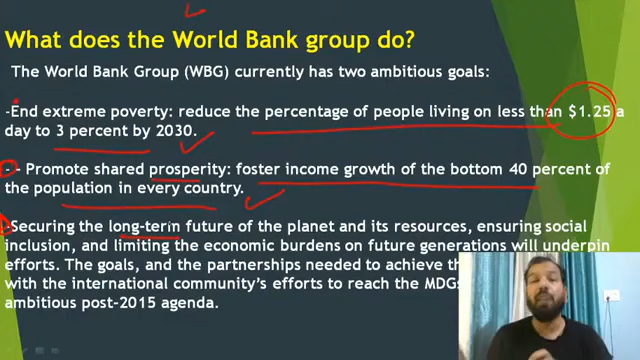 What does the World Bank group do?
The World Bank Group (WBG) currently has two ambitious goals:
-End extreme poverty: reduce the percentage of people living on less than $1.25 a
day to 3 percent by 2030.
- - Promote shared prosperity: foster income growth of the bottom 40 percent of
the population in every country.
-Securing the long-term future of the planet and its resources, ensuring social
inclusion, and limiting the economic burdens on future generations will underpin
efforts. The goals, and the partnerships needed to achieve
with the international community's efforts to reach the MDGs
ambitious post-2015 agenda.